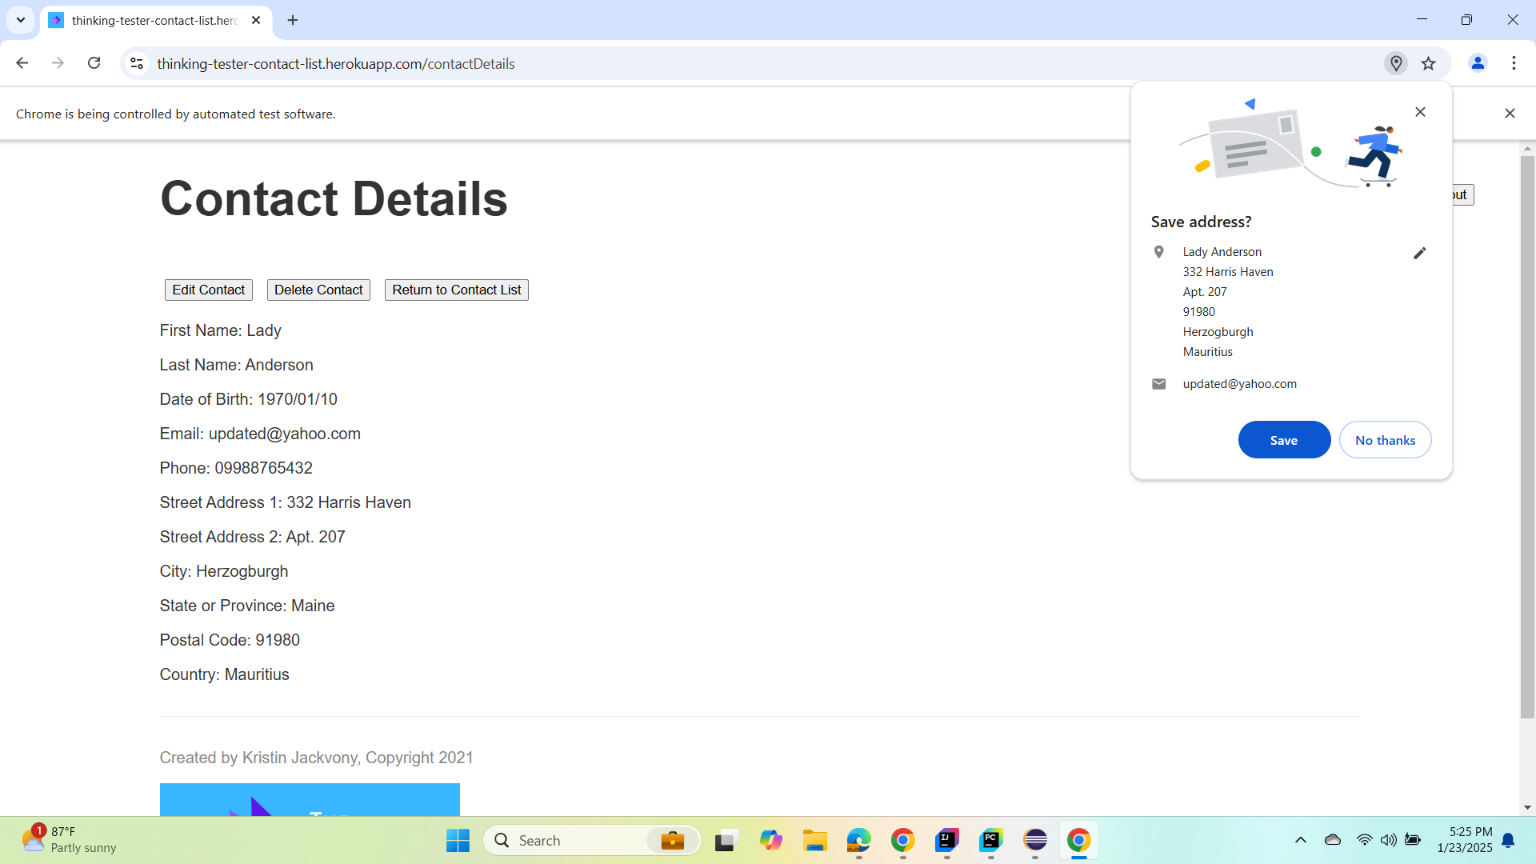 thinking-tester-contact-list.her
thinking-tester-contact-list.herokuapp.com/contactDetails
Chrome is being controlled by automated test software.
Contact Details
out
Edit Contact
Delete Contact
Return to Contact List
First Name: Lady
Last Name: Anderson
Date of Birth: 1970/01/10
Email: updated@yahoo.com
Phone: 09988765432
Street Address 1: 332 Harris Haven
Street Address 2: Apt. 207
City: Herzogburgh
State or Province: Maine
Postal Code: 91980
Country: Mauritius
Created by Kristin Jackvony, Copyright 2021
Save address?
Lady Anderson
332 Harris Haven
Apt. 207
91980
Herzogburgh
Mauritius
updated@yahoo.com
Save
No thanks
1
87°F
Partly sunny
Search
IJ
PC
5:25 PM
1/23/2025